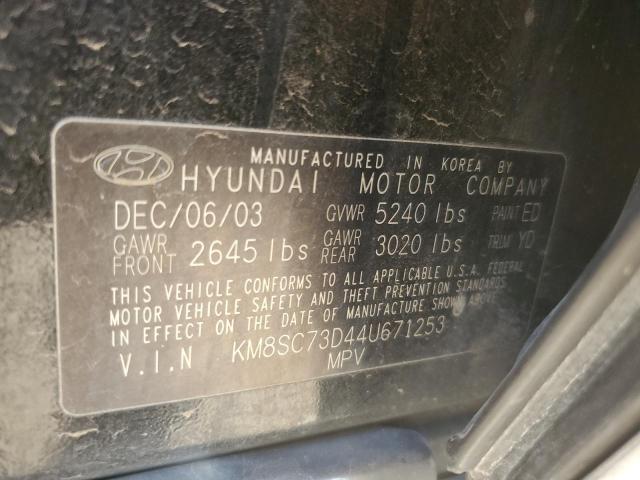 MANUFACTURED IN KOREA BY
HYUNDAI MOTOR COMPANY
DEC/06/03 GVWR 5240 lbs PAINT ED
GAWR FRONT 2645 lbs GAWR REAR 3020 lbs TRIM YD
THIS VEHICLE CONFORMS TO ALL APPLICABLE U.S.A. FEDERAL
MOTOR VEHICLE SAFETY AND THEFT PREVENTION STANDARDS
IN EFFECT ON THE DATE OF MANUFACTURE SHOWN ABOVE.
V.I.N KM8SC73D44U671253
MPV